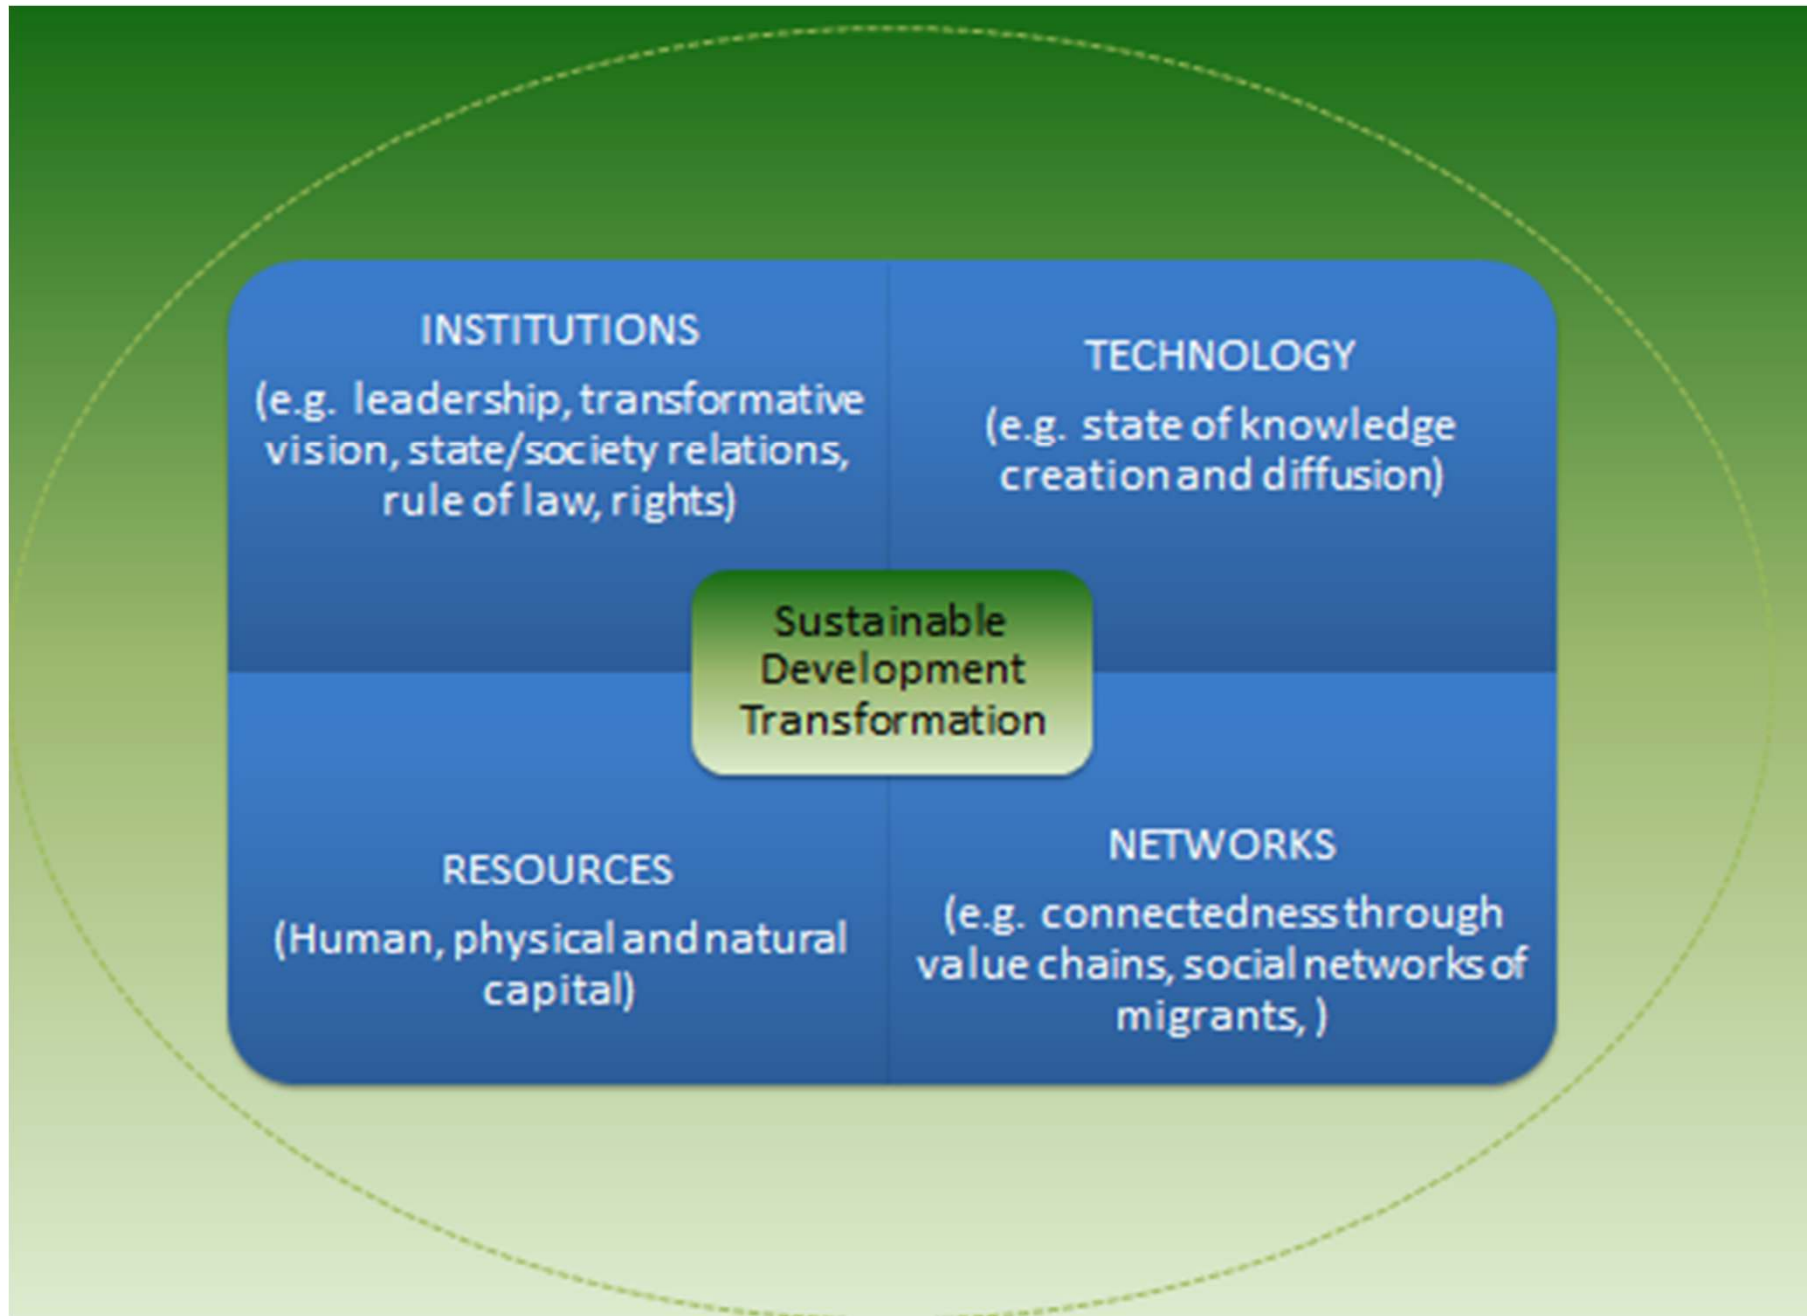 INSTITUTIONS
(e.g. leadership, transformative
vision, state/society relations,
rule of law, rights)
TECHNOLOGY
(e.g. state of knowledge
creation and diffusion)
Sustainable
Development
Transformation
RESOURCES
(Human, physical and natural
capital)
NETWORKS
(e.g. connectedness through
value chains, social networks of
migrants, )